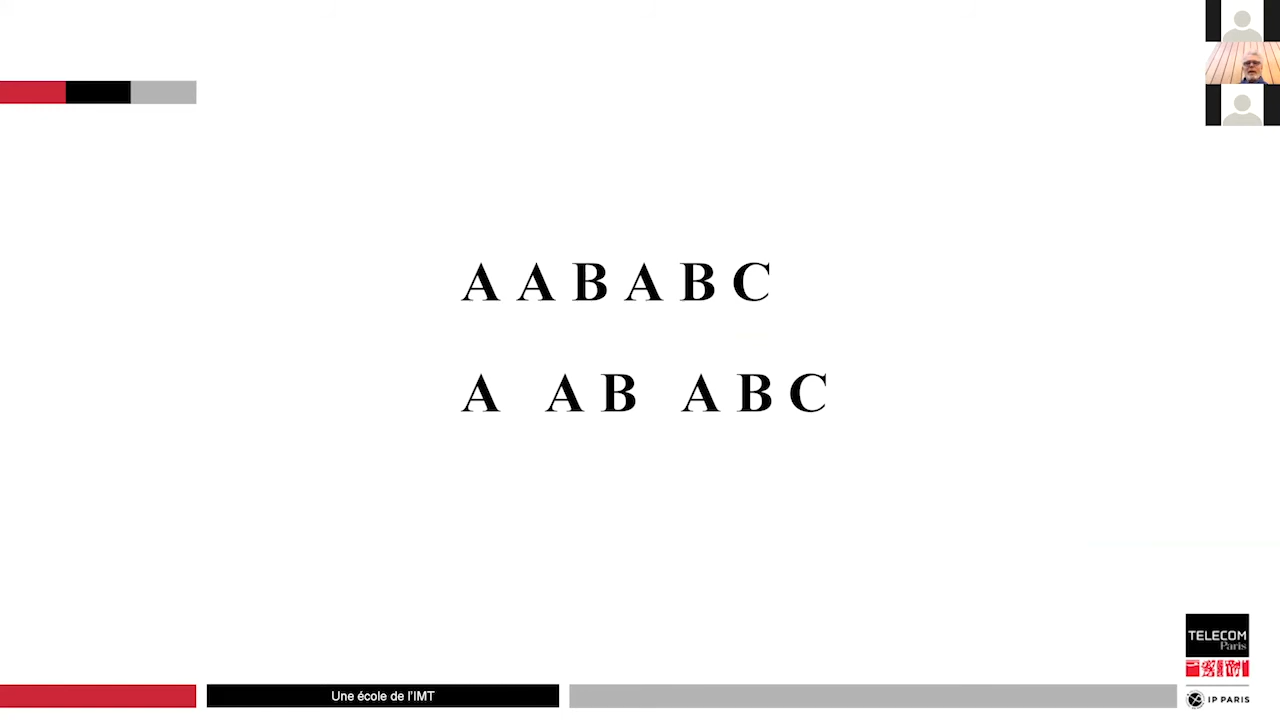 A A B A B C
A A B A B C
TELECOM
Paris
IP PARIS
Une école de l'IMT